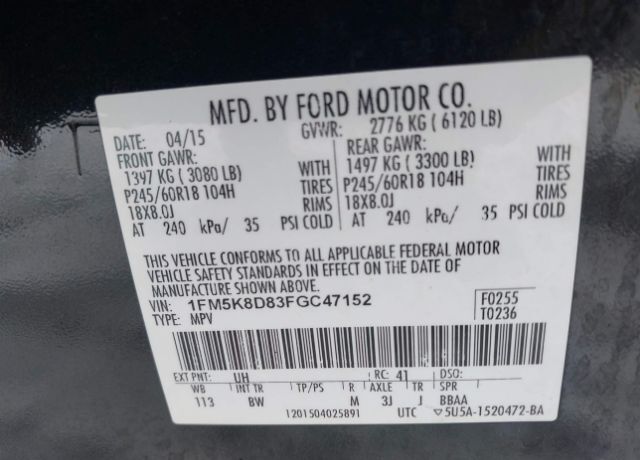 MFD. BY FORD MOTOR CO.
DATE: 04/15 GVWR: 2776 KG ( 6120 LB)
FRONT GAWR: REAR GAWR:
1397 KG ( 3080 LB) WITH 1497 KG ( 3300 LB) WITH
P245/60R18 104H TIRES P245/60R18 104H TIRES
18X8.0J RIMS 18X8.0J RIMS
AT 240 kPa/ 35 PSI COLD AT 240 kPa/ 35 PSI COLD
THIS VEHICLE CONFORMS TO ALL APPLICABLE FEDERAL MOTOR
VEHICLE SAFETY STANDARDS IN EFFECT ON THE DATE OF
MANUFACTURE SHOWN ABOVE.
VIN: 1FM5K8D83FGC47152 F0255
TYPE: MPV T0236
EXT PNT: UH RC: 41 DSO:
WB INT TR TP/PS R AXLE TR SPR
113 BW M 3J J BBAA
1201504025891 UTC ▽5U5A-1520472-BA